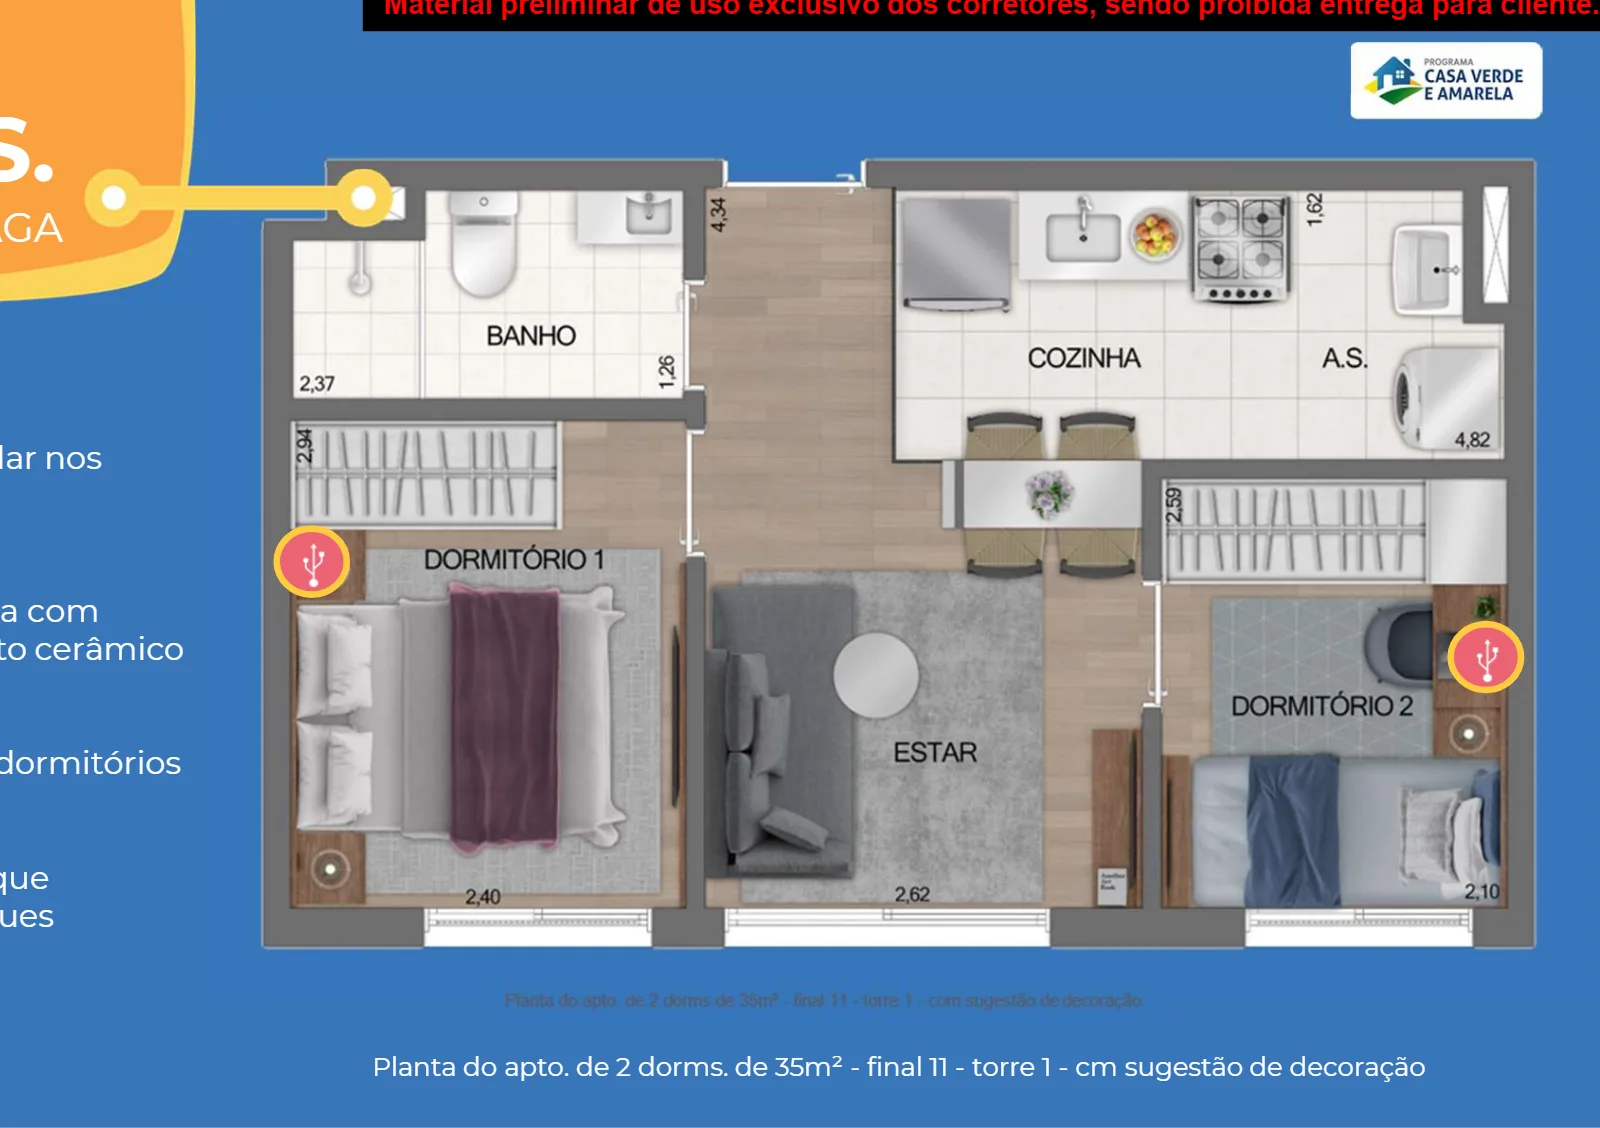 Material preliminar de uso exclusivo dos corretores, sendo proibida entrega para cliente.
PROGRAMA
CASA VERDE
E AMARELA
S.
AGA
lar nos
a com
to cerâmico
dormitórios
que
ues
4,34
1,62
BANHO
1,26
2,37
COZINHA
A.S.
4,82
2,94
2,59
DORMITÓRIO 1
DORMITÓRIO 2
ESTAR
2,40
2,62
2,10
Planta do apto. de 2 dorms de 35m² - final 11 - torre 1 - com sugestão de decoração
Planta do apto. de 2 dorms. de 35m² - final 11 - torre 1 - cm sugestão de decoração